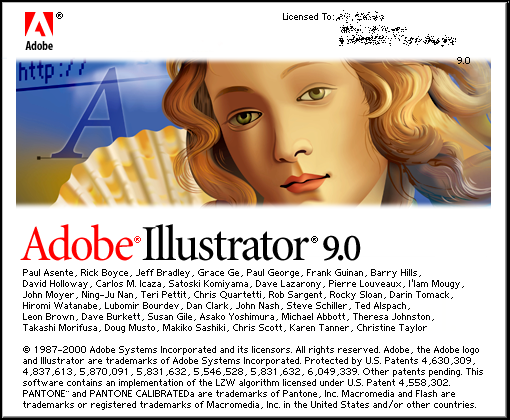 Adobe®
Licensed To:
9.0
http://
A
Adobe® Illustrator® 9.0
Paul Asente, Rick Boyce, Jeff Bradley, Grace Ge, Paul George, Frank Guinan, Barry Hills,
David Holloway, Carlos M. Icaza, Satoski Komiyama, Dave Lazarony, Pierre Louveaux, I'lam Mougy,
John Moyer, Ning-Ju Nan, Teri Pettit, Chris Quartetti, Rob Sargent, Rocky Sloan, Darin Tomack,
Hiromi Watanabe, Lubomir Bourdev, Dan Clark, John Nash, Steve Schiller, Ted Alspach,
Leon Brown, Dave Burkett, Susan Gile, Asako Yoshimura, Michael Abbott, Theresa Johnston,
Takashi Morifusa, Doug Musto, Makiko Sashiki, Chris Scott, Karen Tanner, Christine Taylor
© 1987-2000 Adobe Systems Incorporated and its licensors. All rights reserved. Adobe, the Adobe logo
and Illustrator are trademarks of Adobe Systems Incorporated. Protected by U.S. Patents 4,630,309,
4,837,613, 5,870,091, 5,831,632, 5,546,528, 5,831,632, 6,049,339. Other patents pending. This
software contains an implementation of the LZW algorithm licensed under U.S. Patent 4,558,302.
PANTONE™ and PANTONE CALIBRATEDa are trademarks of Pantone, Inc. Macromedia and Flash are
trademarks or registered trademarks of Macromedia, Inc. in the United States and/or other countries.